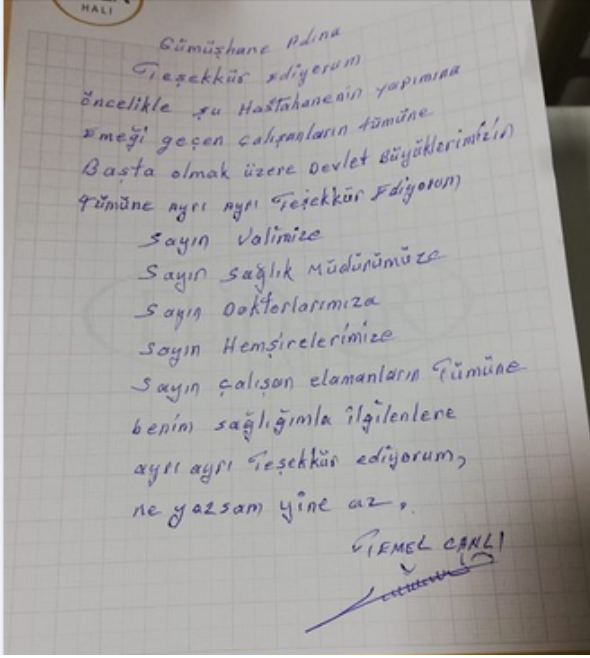 HALI
Gümüşhane Adına
Teşekkür ediyorum
öncelikle şu Hastahanenin yapımına
emeği geçen çalışanların tümüne
Başta olmak üzere Devlet Büyüklerimizin
tümüne ayrı ayrı Teşekkür Ediyorum
Sayın Valimize
Sayın Sağlık Müdürümüze
Sayın Doktorlarımıza
Sayın Hemşirelerimize
Sayın çalışan elamanların Tümüne
benim sağlığımla ilgilenlere
ayrı ayrı Teşekkür ediyorum,
ne yazsam yine az.
TEMEL CANLI